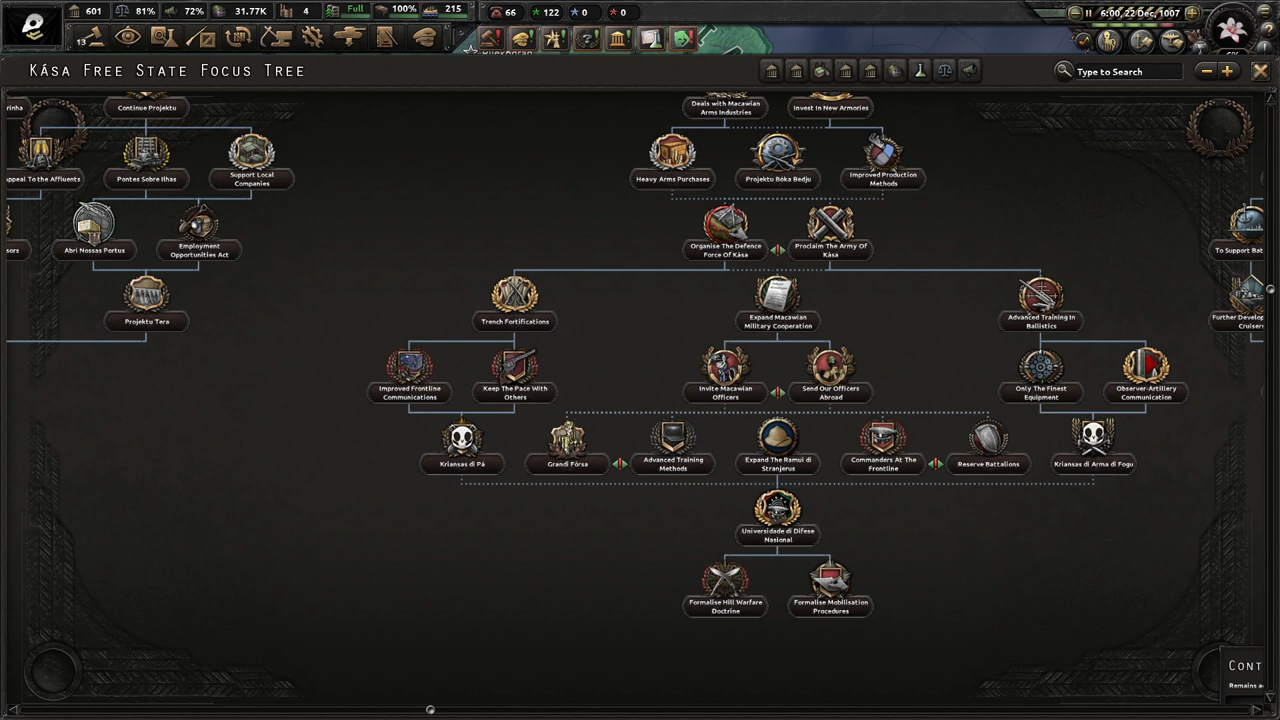 601 81% 72% 31.77K 4 Full 100% 215 66 122 0 0 6:00, 22 Dec, 1007
13
Kása Free State Focus Tree
Type to Search
Continue Projektu
Deals with Macawian
Arms Industries
Invest In New Armories
Appeal To the Affluents
Pontes Sobre Ilhas
Support Local
Companies
Heavy Arms Purchases
Projektu Bóka Bedju
Improved Production
Methods
Abri Nossas Portus
Employment
Opportunities Act
Organise The Defence
Force Of Kása
Proclaim The Army Of
Kása
To Support Bat
Projektu Tera
Trench Fortifications
Expand Macawian
Military Cooperation
Advanced Training In
Ballistics
Further Develop
Cruisers
Improved Frontline
Communications
Keep The Pace With
Others
Invite Macawian
Officers
Send Our Officers
Abroad
Only The Finest
Equipment
Observer-Artillery
Communication
Kriansas di Pá
Grandi Fórsa
Advanced Training
Methods
Expand The Ramui di
Stranjerus
Commanders At The
Frontline
Reserve Battalions
Kriansas di Arma di Fogu
Universidade di Difese
Nasional
Formalise Hill Warfare
Doctrine
Formalise Mobilisation
Procedures
Cont
Remains a